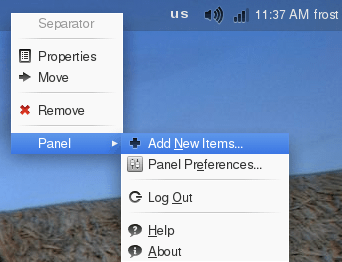 us 11:37 AM frost
Separator
Properties
Move
Remove
Panel
Add New Items...
Panel Preferences...
Log Out
Help
About